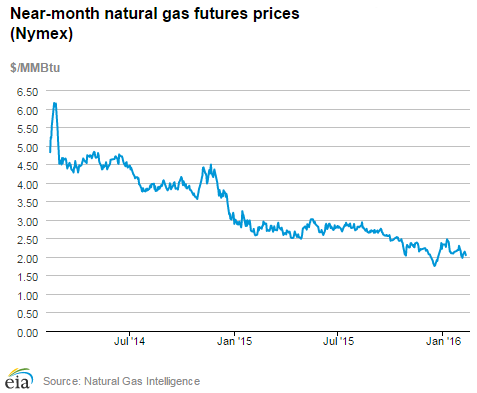 Near-month natural gas futures prices
(Nymex)
$/MMBtu
6.50
6.00
5.50
5.00
4.50
4.00
3.50
3.00
2.50
2.00
1.50
1.00
0.50
0.00
Jul '14
Jan '15
Jul '15
Jan '16
eia
Source: Natural Gas Intelligence